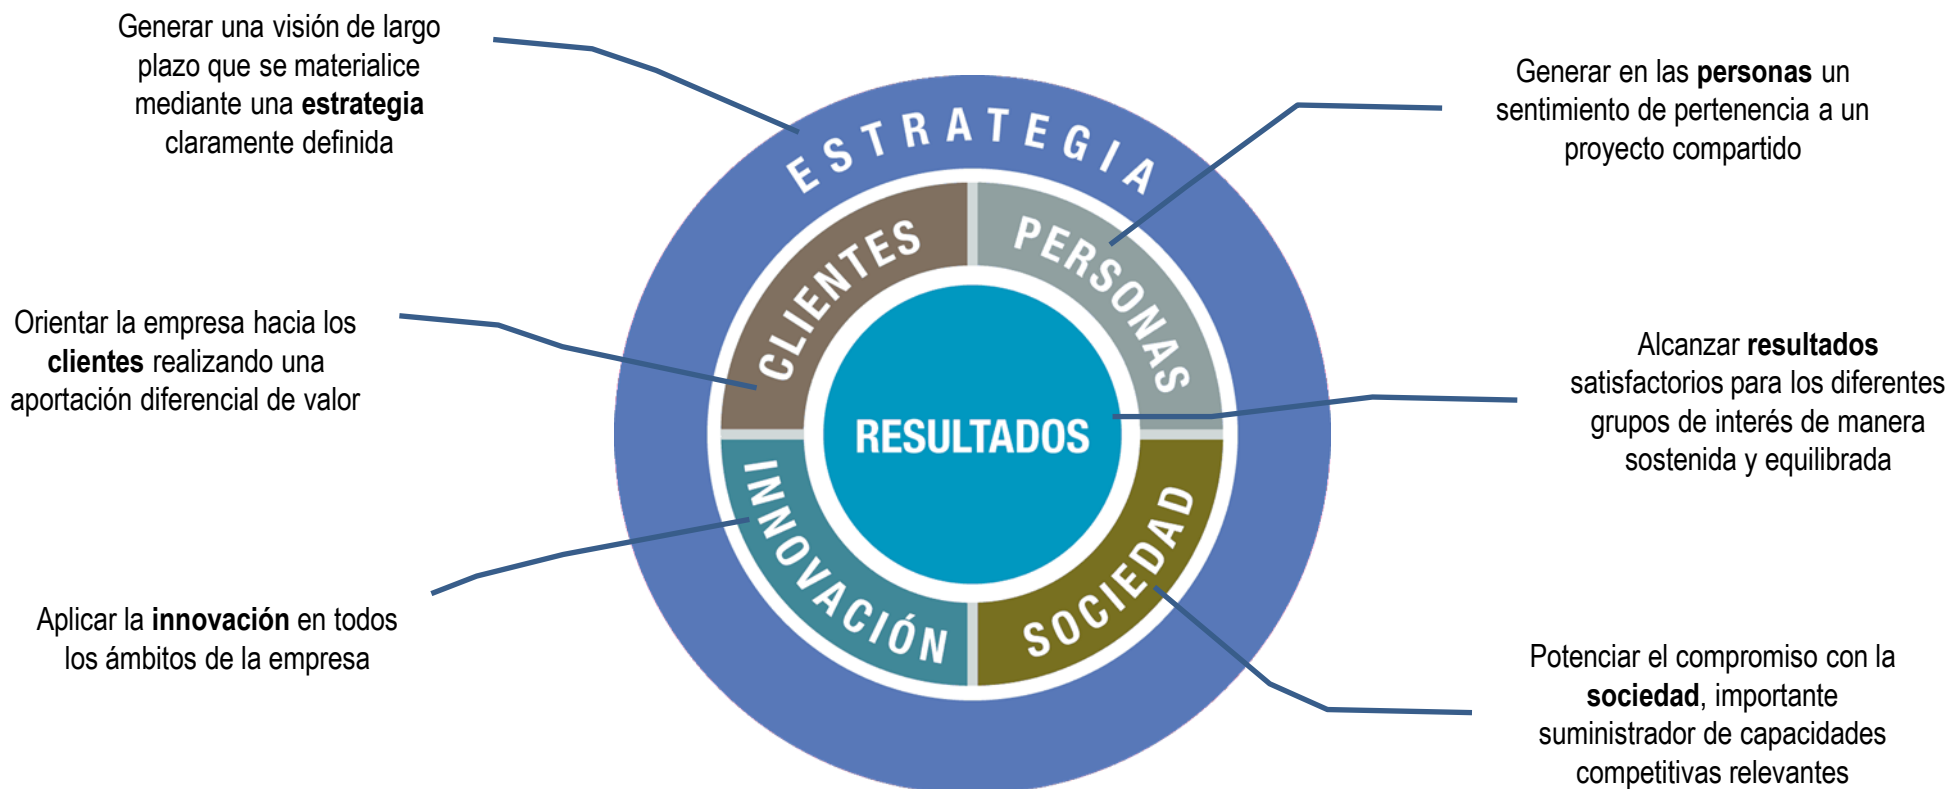 Generar una visión de largo
plazo que se materialice
mediante una estrategia
claramente definida
Generar en las personas un
sentimiento de pertenencia a un
proyecto compartido
ESTRATEGIA
CLIENTES
PERSONAS
Orientar la empresa hacia los
clientes realizando una
aportación diferencial de valor
RESULTADOS
Alcanzar resultados
satisfactorios para los diferentes
grupos de interés de manera
sostenida y equilibrada
INNOVACIÓN
SOCIEDAD
Aplicar la innovación en todos
los ámbitos de la empresa
Potenciar el compromiso con la
sociedad, importante
suministrador de capacidades
competitivas relevantes